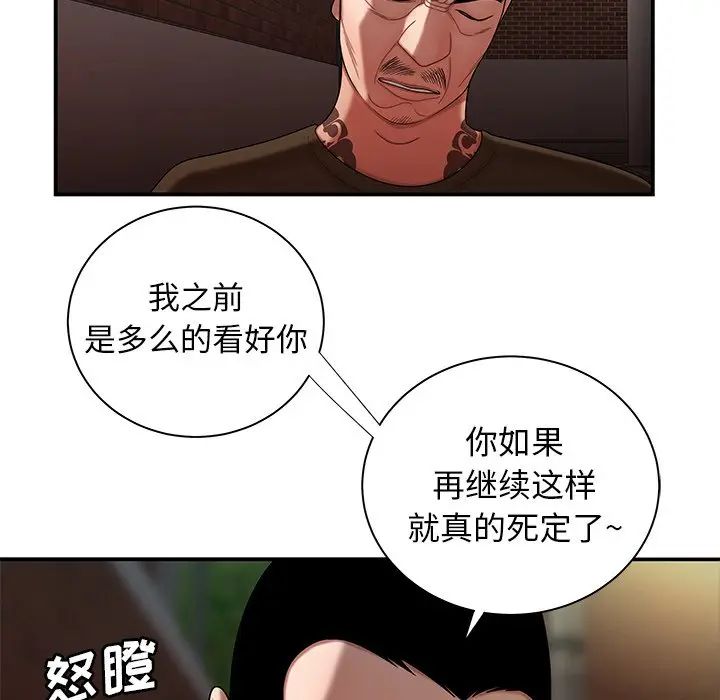 我之前
是多么的看好你
你如果
再继续这样
就真的死定了~
怒瞪